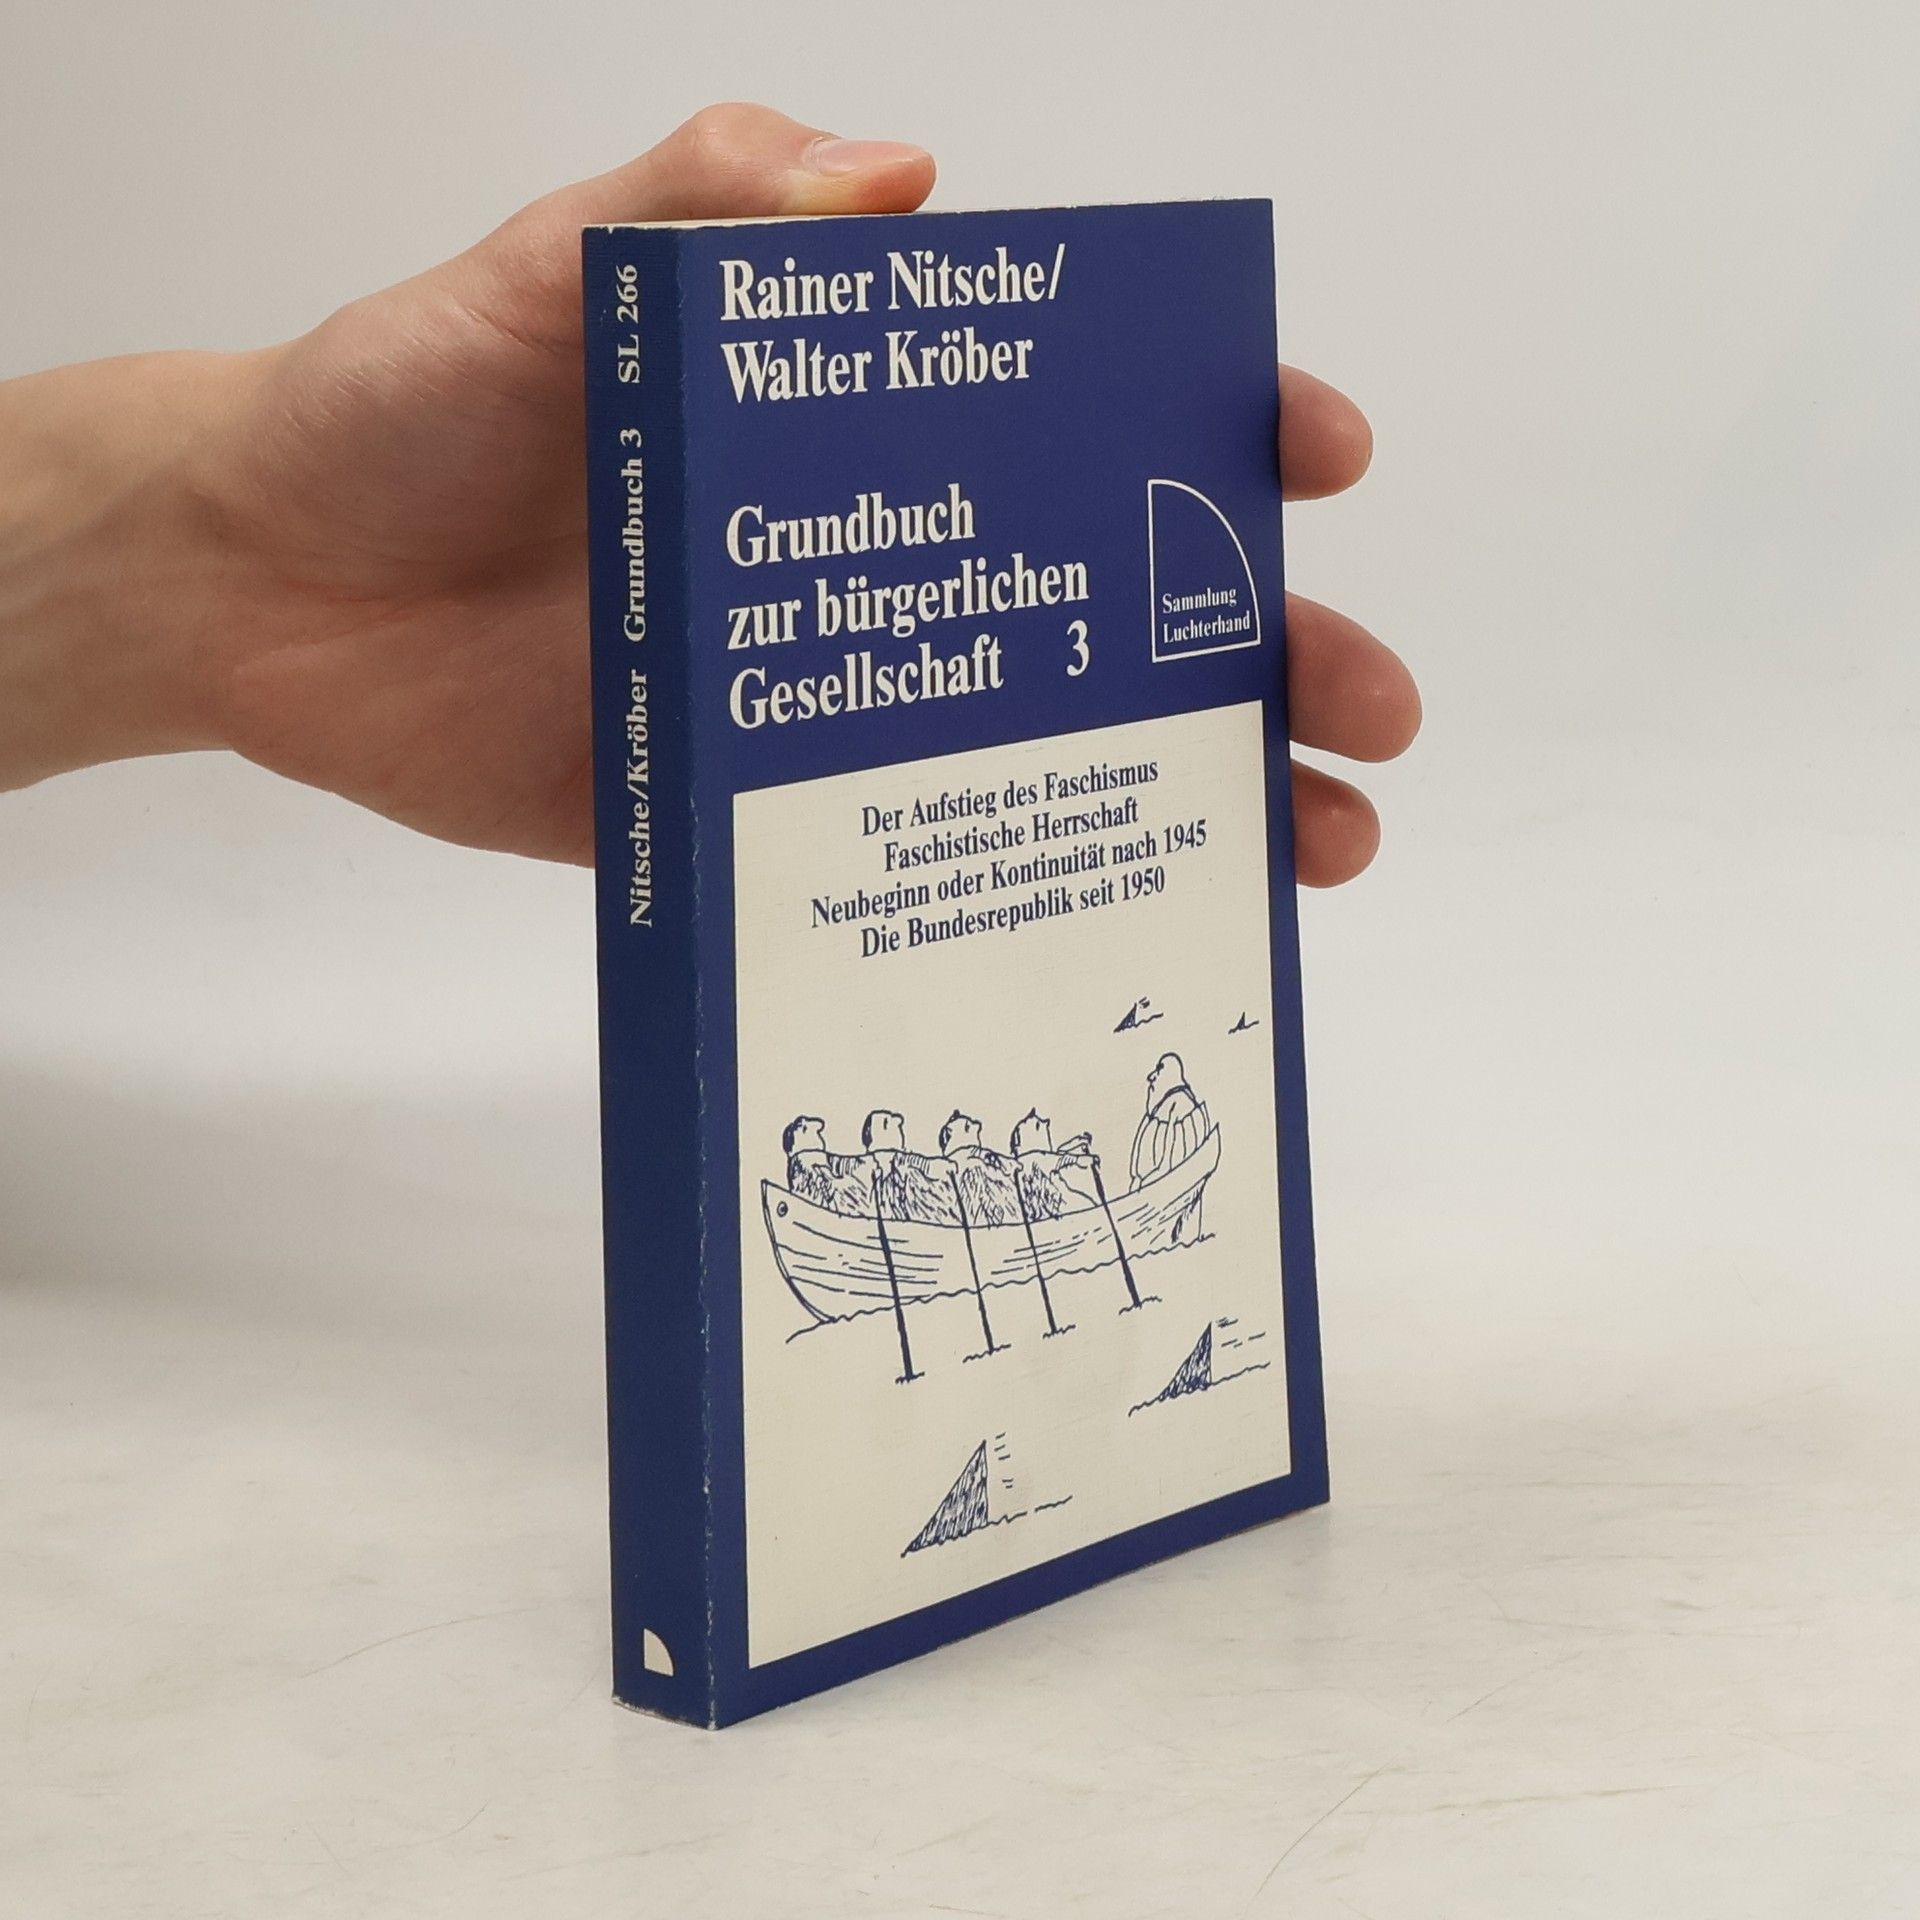 Rainer Nitsche/
Walter Kröber
Grundbuch
zur bürgerlichen
Gesellschaft 3
Sammlung
Luchterhand
Der Aufstieg des Faschismus
Faschistische Herrschaft
Neubeginn oder Kontinuität nach 1945
Die Bundesrepublik seit 1950
Nitsche/Kröber Grundbuch 3 SL 266